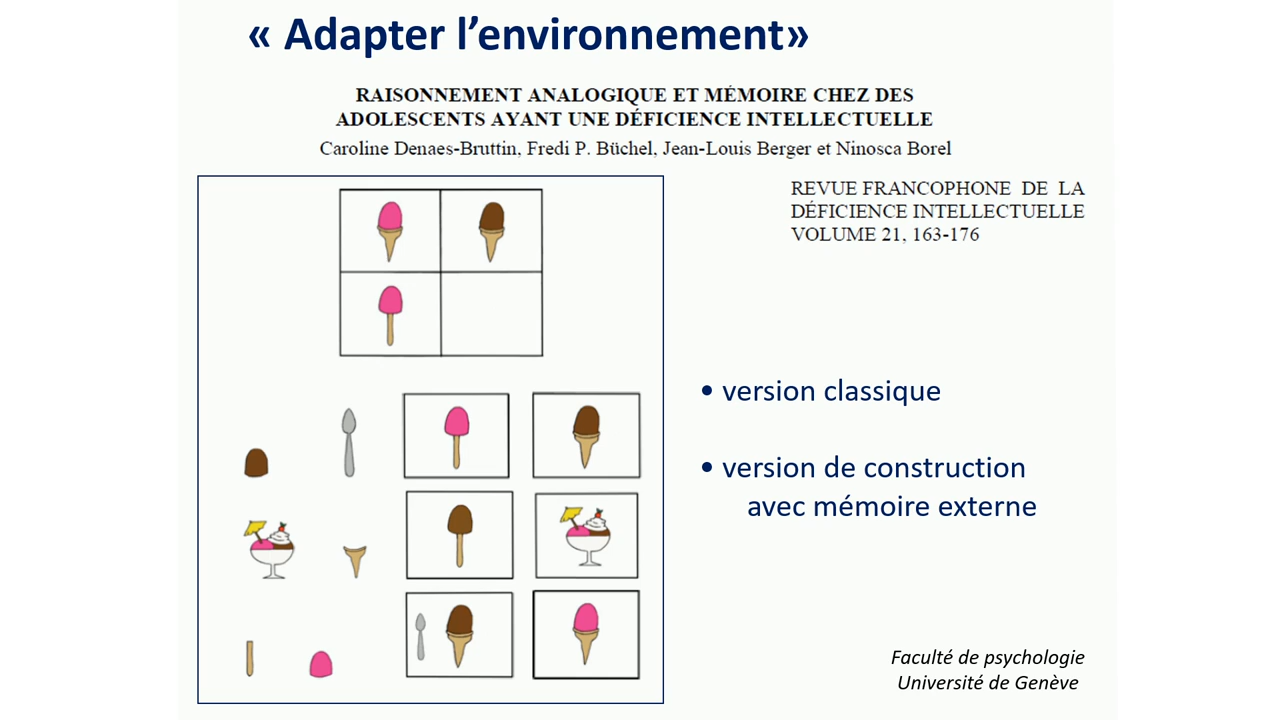 « Adapter l’environnement»
RAISONNEMENT ANALOGIQUE ET MÉMOIRE CHEZ DES
ADOLESCENTS AYANT UNE DÉFICIENCE INTELLECTUELLE
Caroline Denaes-Bruttin, Fredi P. Büchel, Jean-Louis Berger et Ninosca Borel
REVUE FRANCOPHONE DE LA
DÉFICIENCE INTELLECTUELLE
VOLUME 21, 163-176
• version classique
• version de construction
avec mémoire externe
Faculté de psychologie
Université de Genève